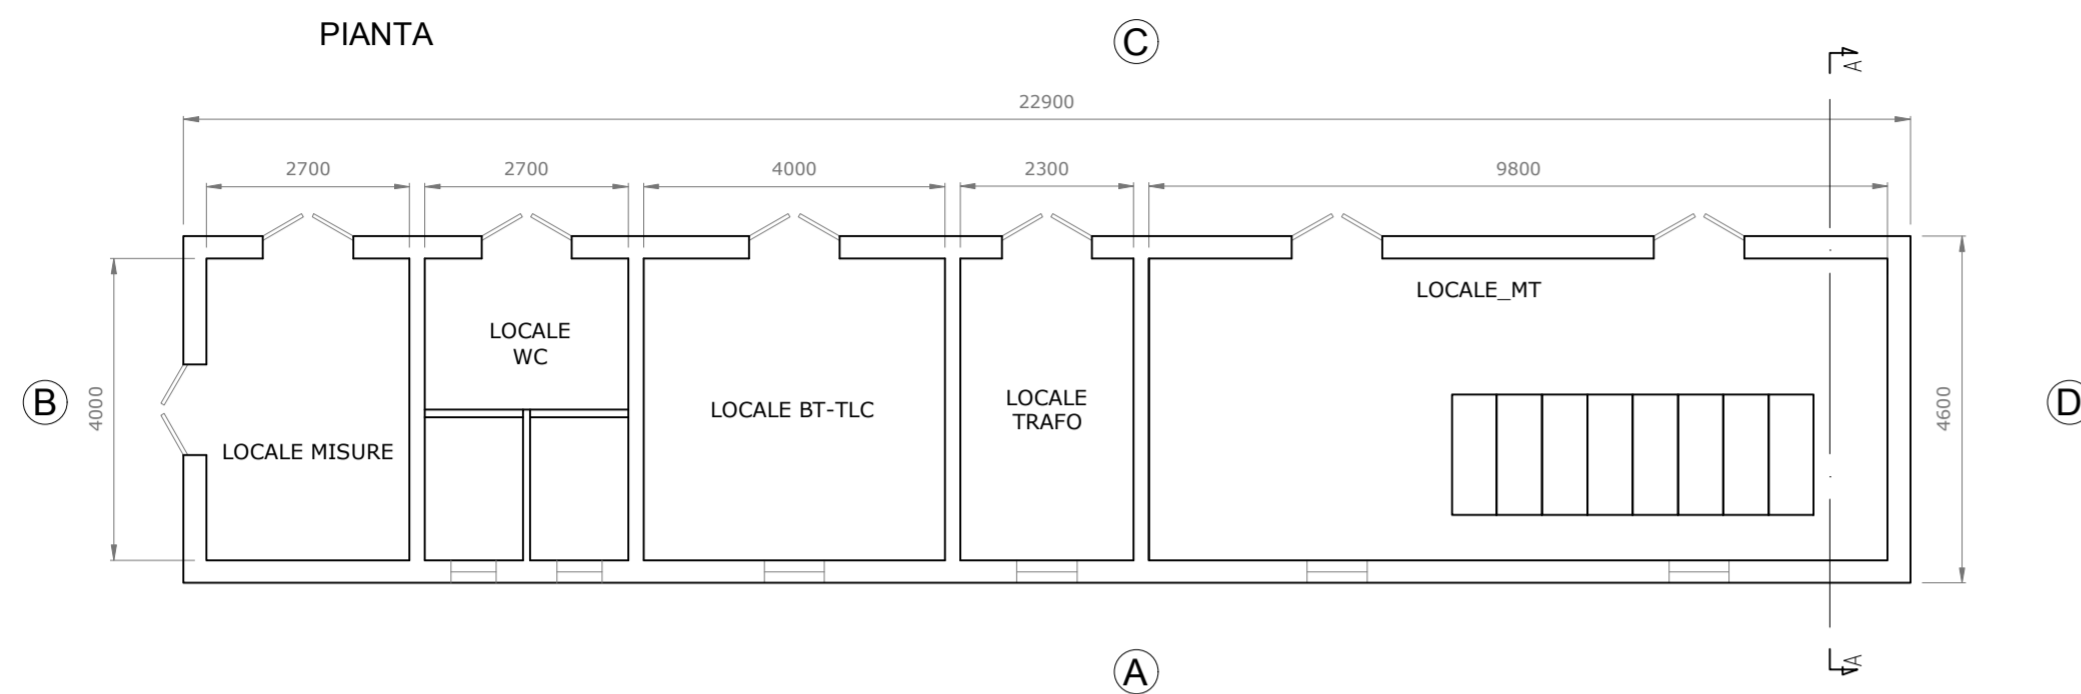 PIANTA
C
A
22900
2700
2700
4000
2300
9800
LOCALE_MT
LOCALE
WC
B
4000
LOCALE MISURE
LOCALE BT-TLC
LOCALE
TRAFO
4600
D
A
A